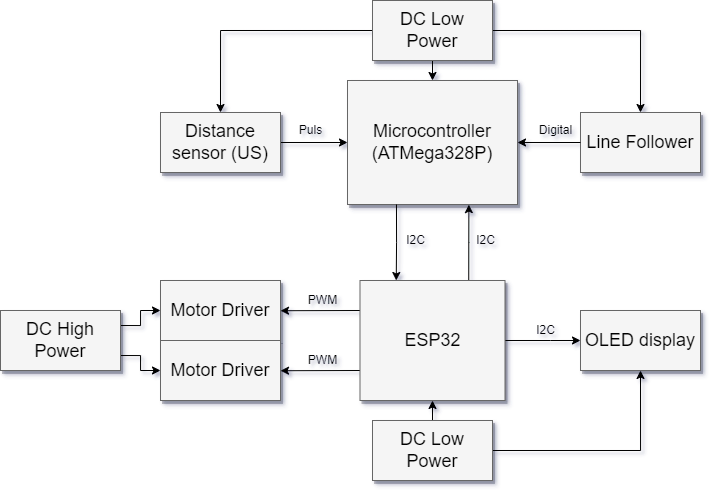 DC Low
Power
Distance
sensor (US)
Puls
Microcontroller
(ATMega328P)
Digital
Line Follower
I2C
I2C
DC High
Power
Motor Driver
Motor Driver
PWM
PWM
ESP32
I2C
OLED display
DC Low
Power